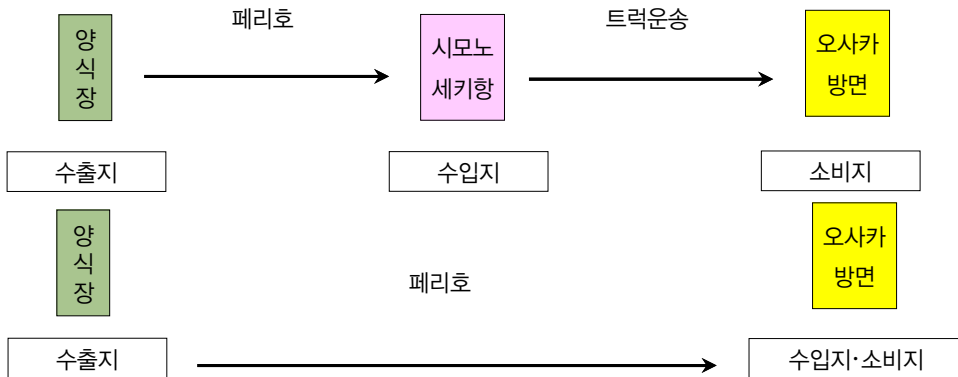 페리호
트럭운송
양
식
장
시모노
세키항
오사카
방면
수출지
수입지
소비지
양
식
장
페리호
오사카
방면
수출지
수입지·소비지